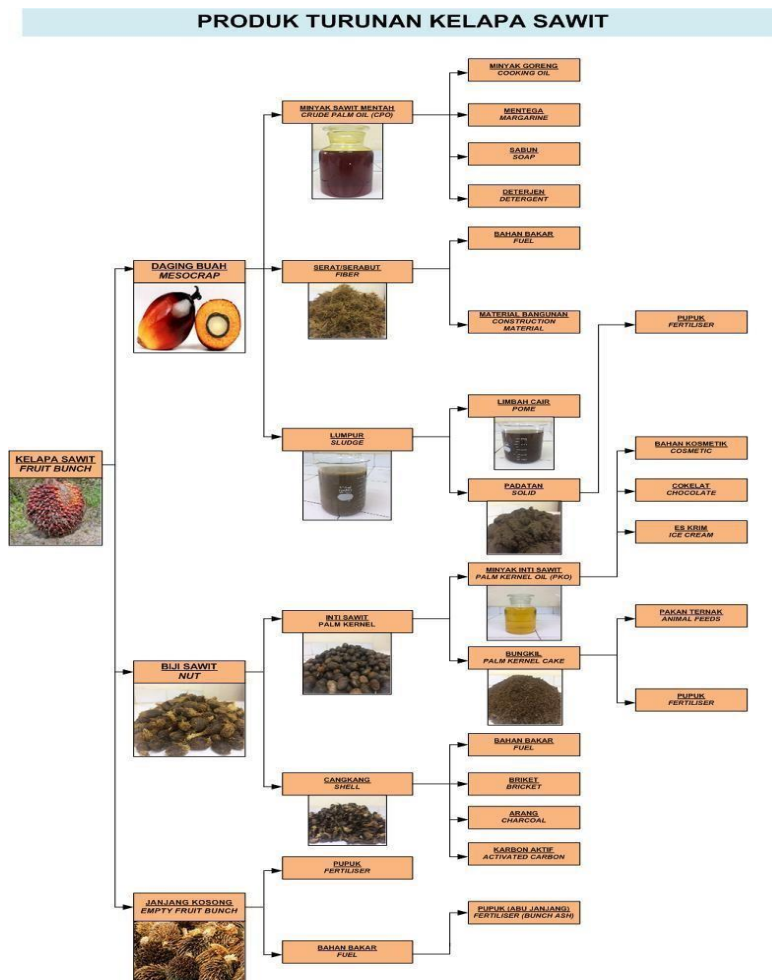 PRODUK TURUNAN KELAPA SAWIT
KELAPA SAWIT
FRUIT BUNCH
DAGING BUAH
MESOCRAP
MINYAK SAWIT MENTAH
CRUDE PALM OIL (CPO)
MINYAK GORENG
COOKING OIL
MENTEGA
MARGARINE
SABUN
SOAP
DETERJEN
DETERGENT
SERAT/SERABUT
FIBER
BAHAN BAKAR
FUEL
MATERIAL BANGUNAN
CONSTRUCTION
MATERIAL
LUMPUR
SLUDGE
LIMBAH CAIR
POME
PADATAN
SOLID
PUPUK
FERTILISER
BIJI SAWIT
NUT
INTI SAWIT
PALM KERNEL
MINYAK INTI SAWIT
PALM KERNEL OIL (PKO)
BAHAN KOSMETIK
COSMETIC
COKELAT
CHOCOLATE
ES KRIM
ICE CREAM
BUNGKIL
PALM KERNEL CAKE
PAKAN TERNAK
ANIMAL FEEDS
PUPUK
FERTILISER
CANGKANG
SHELL
BAHAN BAKAR
FUEL
BRIKET
BRICKET
ARANG
CHARCOAL
KARBON AKTIF
ACTIVATED CARBON
JANJANG KOSONG
EMPTY FRUIT BUNCH
PUPUK
FERTILISER
BAHAN BAKAR
FUEL
PUPUK (ABU JANJANG)
FERTILISER (BUNCH ASH)